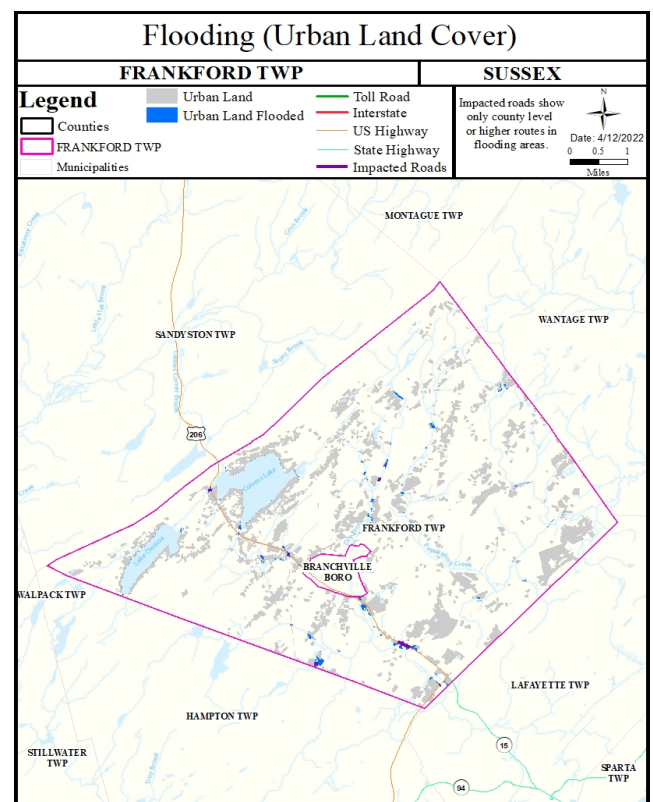 Flooding (Urban Land Cover)
FRANKFORD TWP
SUSSEX
Legend
Counties
FRANKFORD TWP
Municipalities
Urban Land
Urban Land Flooded
Toll Road
Interstate
US Highway
State Highway
Impacted Roads
Impacted roads show
only county level
or higher routes in
flooding areas.
N
Date: 4/12/2022
0 0.5 1
Miles
MONTAGUE TWP
WANTAGE TWP
SANDYSTON TWP
206
Culvers Lake
FRANKFORD TWP
Creek
BRANCHVILLE
BORO
WALPACK TWP
LAFAYETTE TWP
HAMPTON TWP
STILLWATER
TWP
15
SPARTA
TWP
94